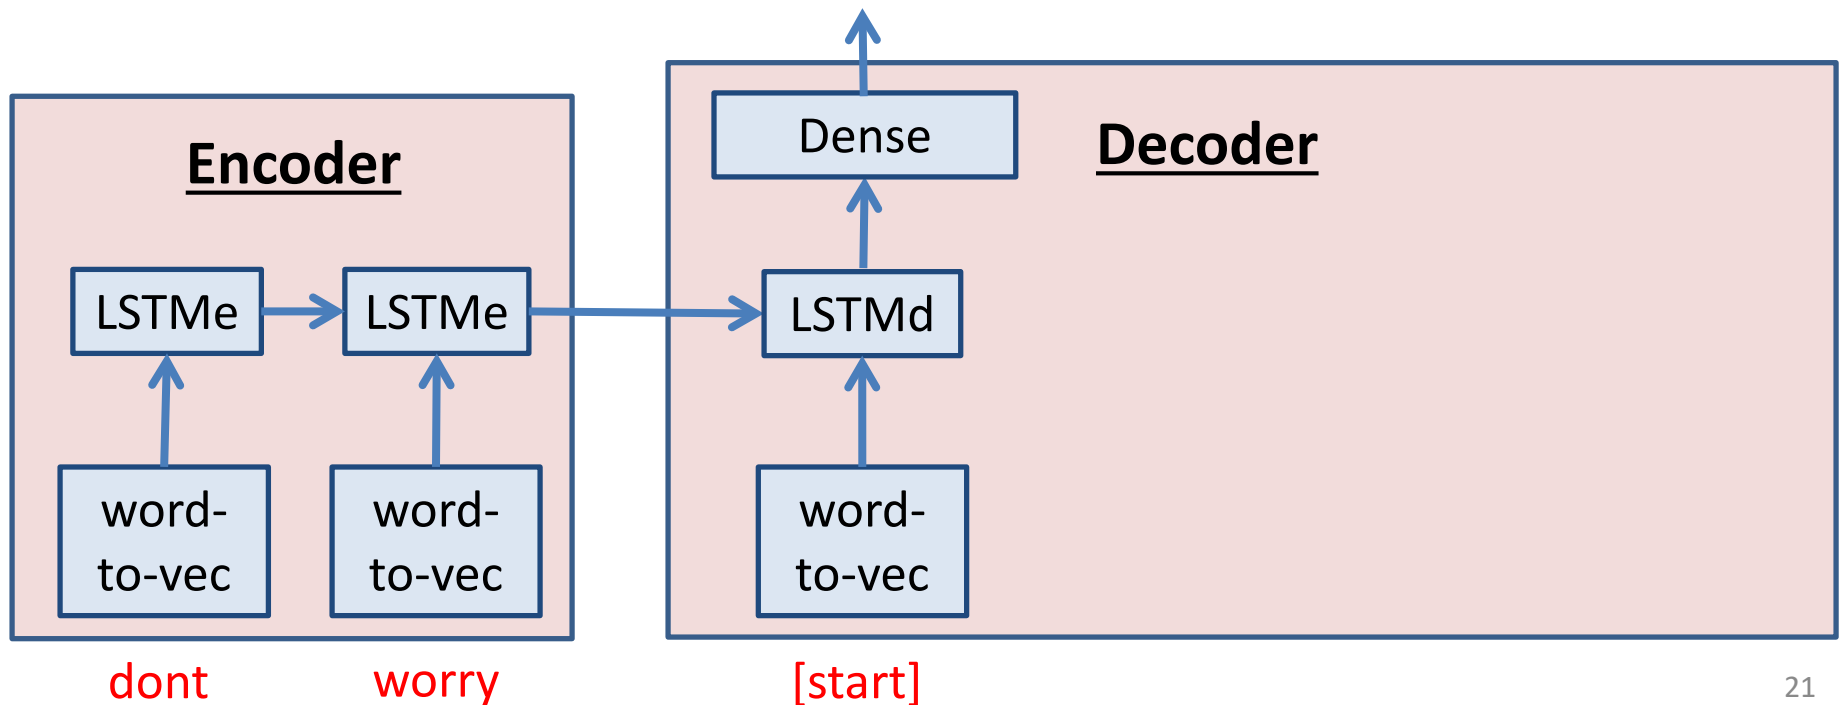 Encoder
LSTMe
LSTMe
word-
to-vec
word-
to-vec
dont
worry
Decoder
Dense
LSTMd
word-
to-vec
[start]
21